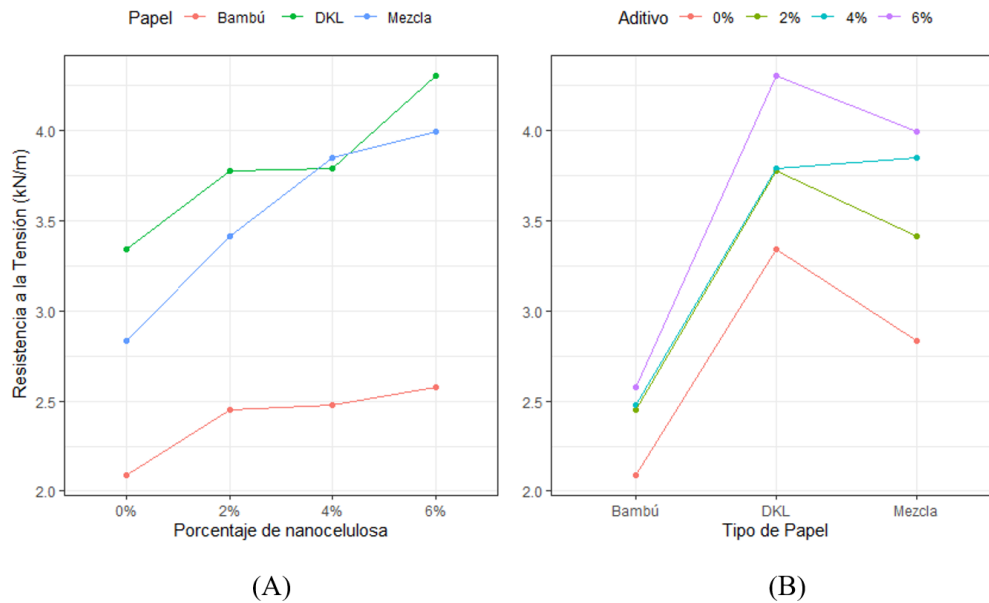 Papel Bambú DKL Mezcla
Aditivo 0% 2% 4% 6%
Resistencia a la Tensión (kN/m)
4.0
3.5
3.0
2.5
2.0
0% 2% 4% 6%
Porcentaje de nanocelulosa
(A)
4.0
3.5
3.0
2.5
2.0
Bambú DKL Mezcla
Tipo de Papel
(B)